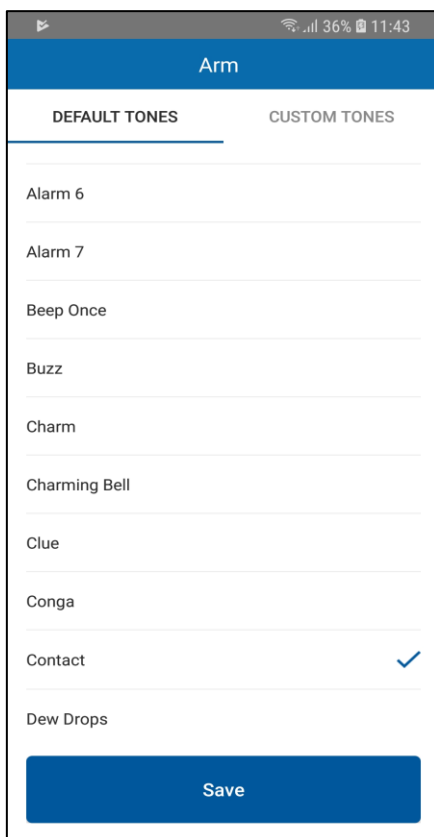 36% 11:43
Arm
DEFAULT TONES CUSTOM TONES
Alarm 6
Alarm 7
Beep Once
Buzz
Charm
Charming Bell
Clue
Conga
Contact
Dew Drops
Save